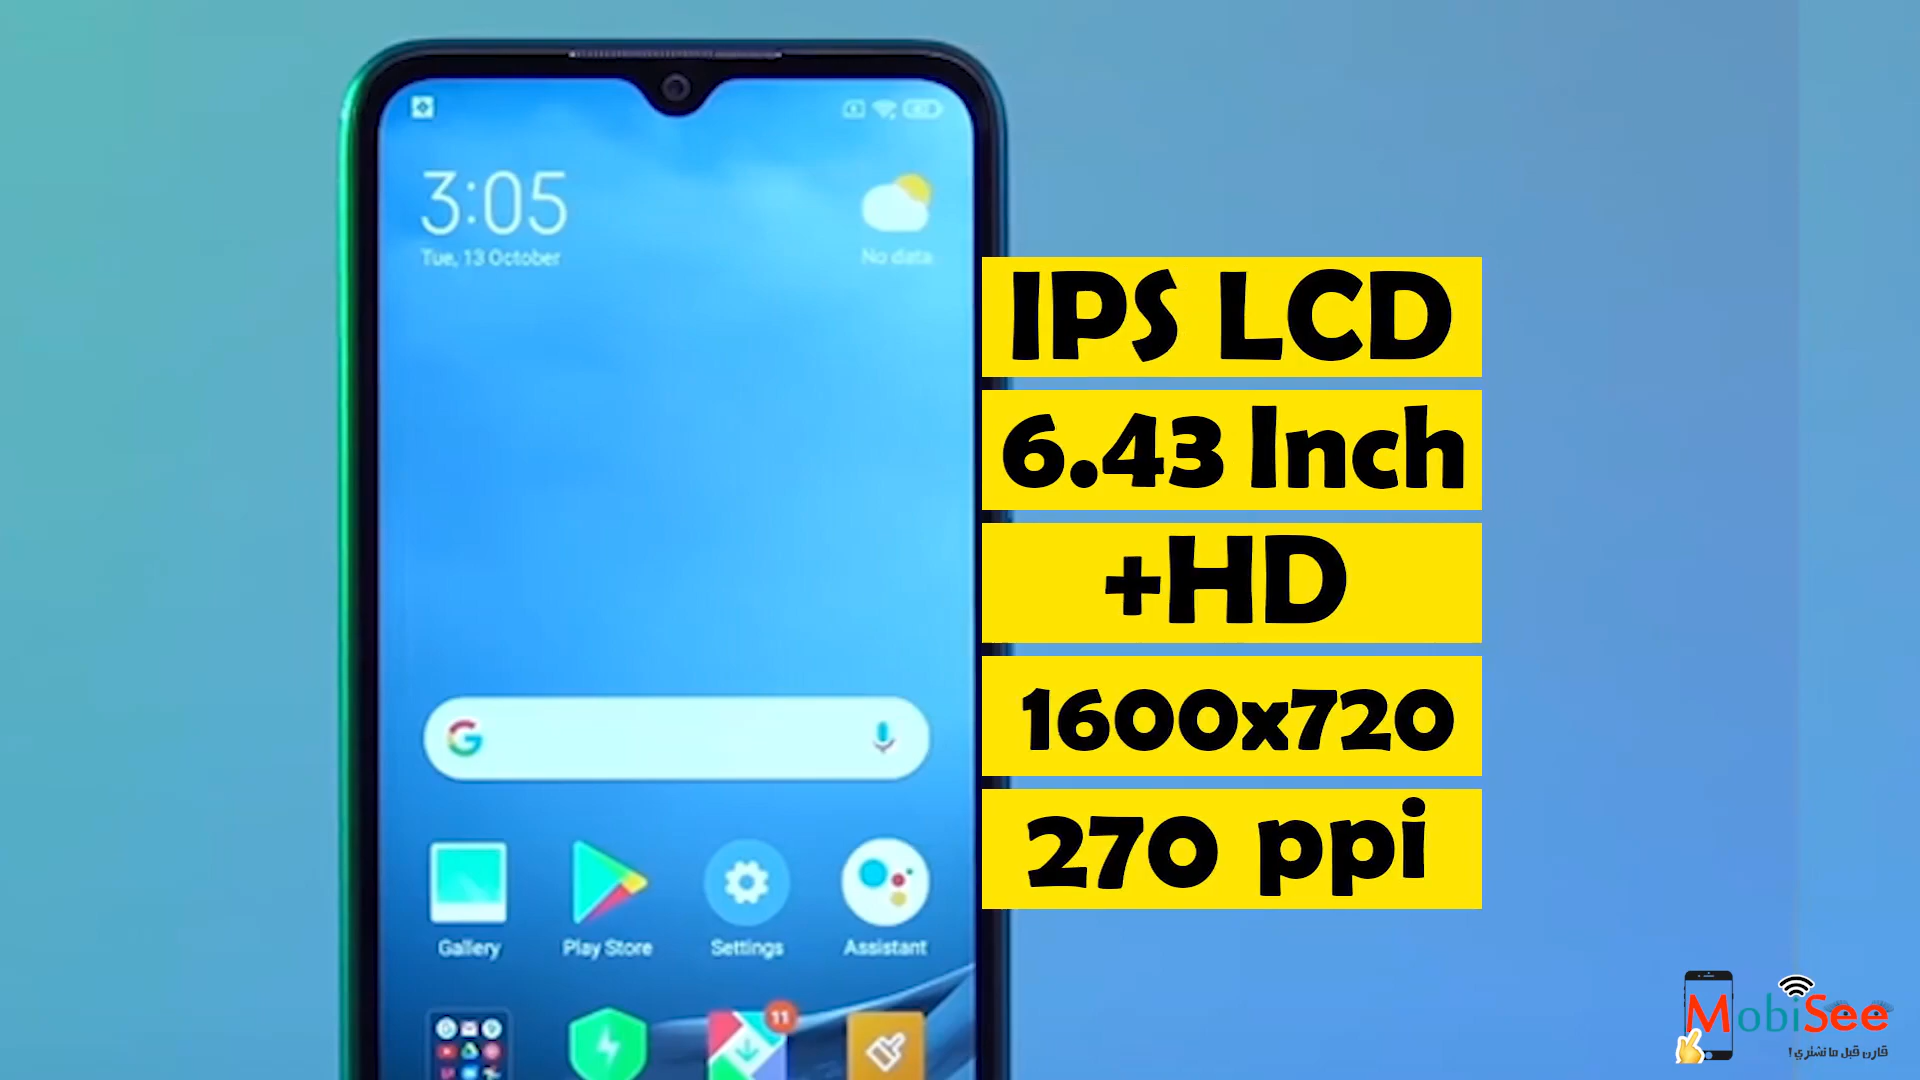 3:05
Tue, 13 October
No data
IPS LCD
6.43 Inch
+HD
1600x720
270 ppi
Gallery
Play Store
Settings
Assistant
11
MobiSee
قارن قبل ما تشتري !